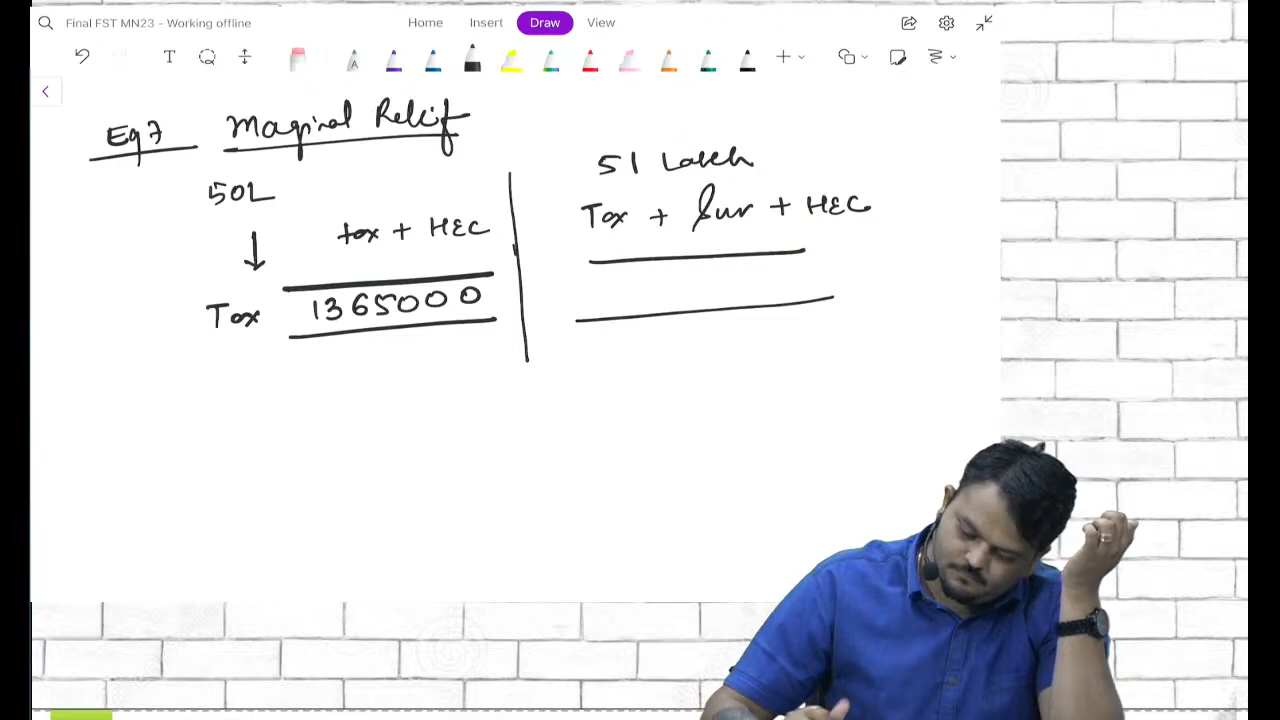 Final FST MN23 - Working offline
Home Insert Draw View
Eg 7 Maginal Relief
50L
tax + HEC
Tax 1365000
51 Lakh
Tax + Sur + HEC